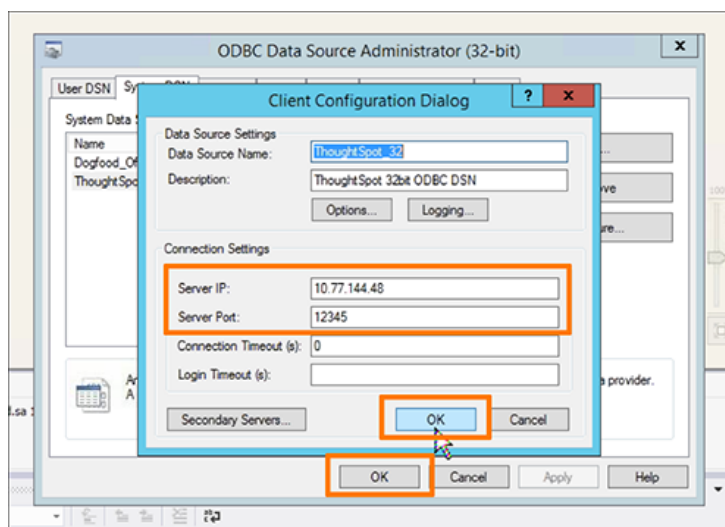 ODBC Data Source Administrator (32-bit)
x
User DSN
Client Configuration Dialog
?
x
System Data
Name
Dogfood_Of
ThoughtSpo
Data Source Settings
Data Source Name:
ThoughtSpot_32
Description:
ThoughtSpot 32bit ODBC DSN
Options...
Logging...
Connection Settings
Server IP:
10.77.144.48
Server Port:
12345
Connection Timeout (s):
0
Login Timeout (s):
Secondary Servers...
OK
Cancel
a provider.
OK
Cancel
Apply
Help